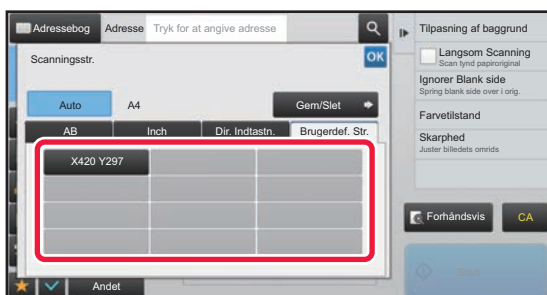 Adressebog Adresse Tryk for at angive adresse
Scanningsstr. OK
Auto A4 Gem/Slet
AB Inch Dir. Indtastn. Brugerdef. Str.
X420 Y297
Andet
Tilpasning af baggrund
Langsom Scanning
Scan tynd papiroriginal
Ignorer Blank side
Spring blank side over i orig.
Farvetilstand
Skarphed
Juster billedets omrids
Forhåndsvis CA
Start